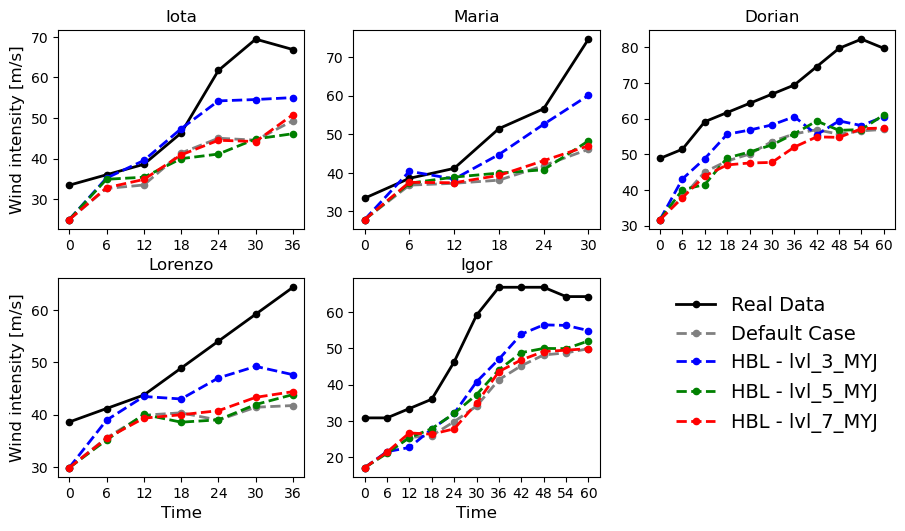 Iota
Maria
Dorian
Wind intensity [m/s]
70
60
50
40
30
0 6 12 18 24 30 36
70
60
50
40
30
0 6 12 18 24 30
80
70
60
50
40
30
0 6 12 18 24 30 36 42 48 54 60
Lorenzo
Igor
Wind intensity [m/s]
60
50
40
30
0 6 12 18 24 30 36
Time
60
50
40
30
20
0 6 12 18 24 30 36 42 48 54 60
Time
Real Data
Default Case
HBL - lvl_3_MYJ
HBL - lvl_5_MYJ
HBL - lvl_7_MYJ